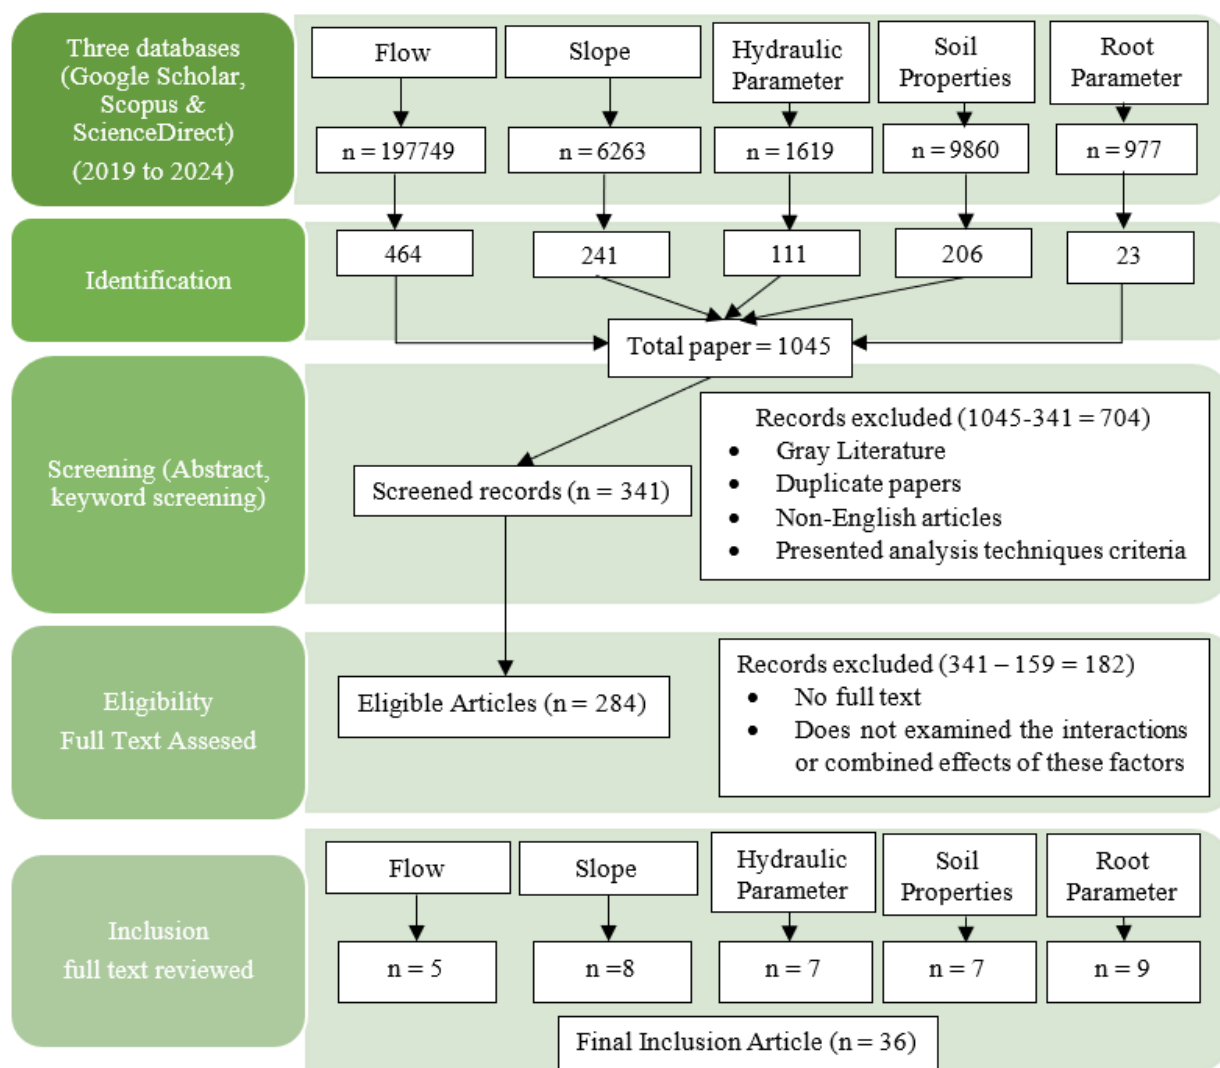 Three databases
(Google Scholar,
Scopus &
ScienceDirect)
(2019 to 2024)
Flow
Slope
Hydraulic
Parameter
Soil
Properties
Root
Parameter
n = 197749
n = 6263
n = 1619
n = 9860
n = 977
Identification
464
241
111
206
23
Total paper = 1045
Screening (Abstract,
keyword screening)
Screened records (n = 341)
Records excluded (1045-341 = 704)
• Gray Literature
• Duplicate papers
• Non-English articles
• Presented analysis techniques criteria
Eligibility
Full Text Assesed
Eligible Articles (n = 284)
Records excluded (341 – 159 = 182)
• No full text
• Does not examined the interactions
or combined effects of these factors
Inclusion
full text reviewed
Flow
Slope
Hydraulic
Parameter
Soil
Properties
Root
Parameter
n = 5
n =8
n = 7
n = 7
n = 9
Final Inclusion Article (n = 36)